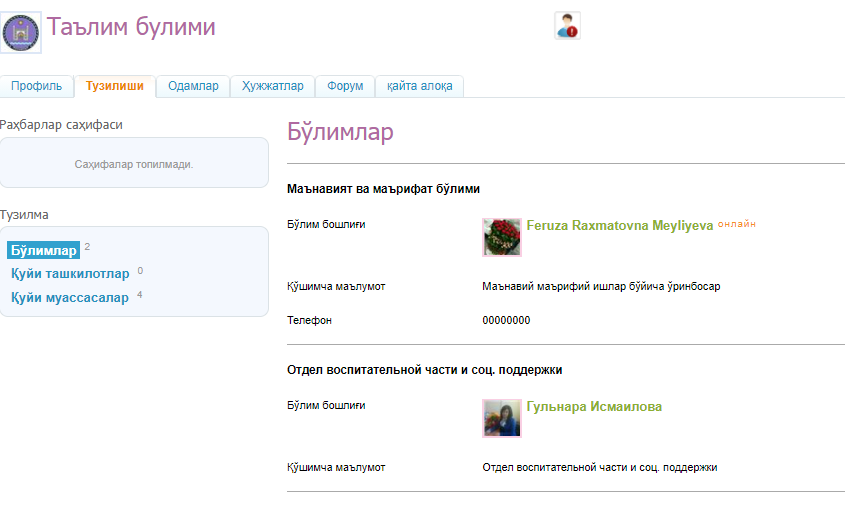 Таълим булими
Профиль Тузилиши Одамлар Ҳужжатлар Форум қайта алоқа
Раҳбарлар саҳифаси
Саҳифалар топилмади.
Тузилма
Бўлимлар 2
Қуйи ташкилотлар 0
Қуйи муассасалар 4
Бўлимлар
Маънавият ва маърифат бўлими
Бўлим бошлиғи Feruza Raxmatovna Meyliyeva онлайн
Қўшимча маълумот Маънавий маърифий ишлар бўйича ўринбосар
Телефон 00000000
Отдел воспитательной части и соц. поддержки
Бўлим бошлиғи Гульнара Исмаилова
Қўшимча маълумот Отдел воспитательной части и соц. поддержки